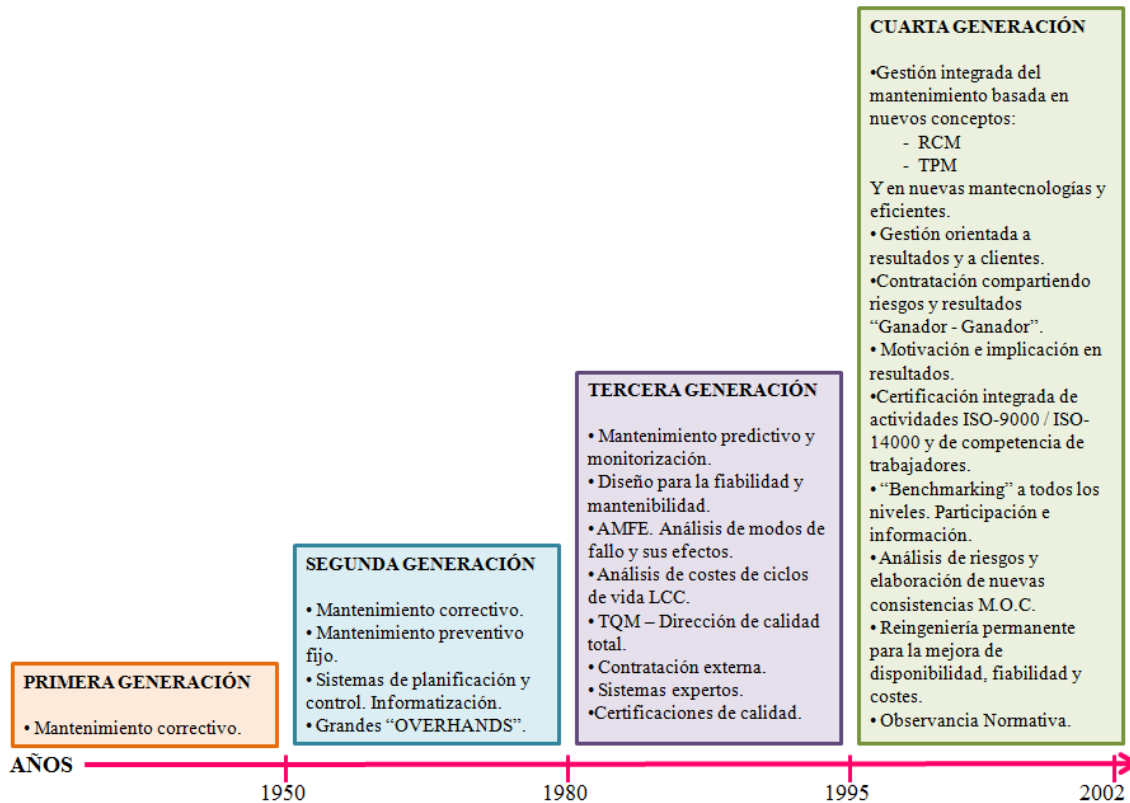 PRIMERA GENERACIÓN
• Mantenimiento correctivo.
SEGUNDA GENERACIÓN
• Mantenimiento correctivo.
• Mantenimiento preventivo
fijo.
• Sistemas de planificación y
control. Informatización.
• Grandes “OVERHANDS”.
TERCERA GENERACIÓN
• Mantenimiento predictivo y
monitorización.
• Diseño para la fiabilidad y
mantenibilidad.
• AMFE. Análisis de modos de
fallo y sus efectos.
• Análisis de costes de ciclos
de vida LCC.
• TQM – Dirección de calidad
total.
• Contratación externa.
• Sistemas expertos.
•Certificaciones de calidad.
CUARTA GENERACIÓN
•Gestión integrada del
mantenimiento basada en
nuevos conceptos:
- RCM
- TPM
Y en nuevas mantecnologías y
eficientes.
• Gestión orientada a
resultados y a clientes.
•Contratación compartiendo
riesgos y resultados
“Ganador - Ganador”.
• Motivación e implicación en
resultados.
•Certificación integrada de
actividades ISO-9000 / ISO-
14000 y de competencia de
trabajadores.
• “Benchmarking” a todos los
niveles. Participación e
información.
• Análisis de riesgos y
elaboración de nuevas
consistencias M.O.C.
• Reingeniería permanente
para la mejora de
disponibilidad, fiabilidad y
costes.
• Observancia Normativa.
AÑOS
1950
1980
1995
2002